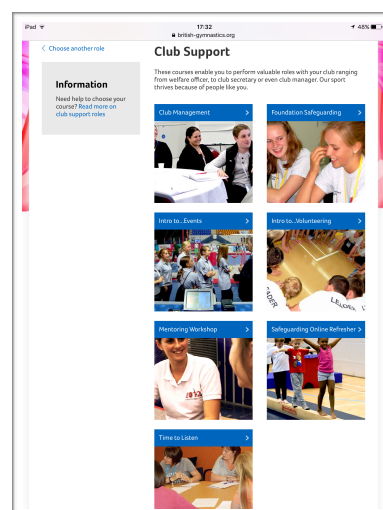 iPad 17:32 48%
british-gymnastics.org
Choose another role
Club Support
Information
Need help to choose your
course? Read more on
club support roles
These courses enable you to perform valuable roles with your club ranging
from welfare officer, to club secretary or even club manager. Our sport
thrives because of people like you.
Club Management
Foundation Safeguarding
Intro to...Events
Intro to...Volunteering
LEADER
LEADER
Mentoring Workshop
Safeguarding Online Refresher
Time to Listen